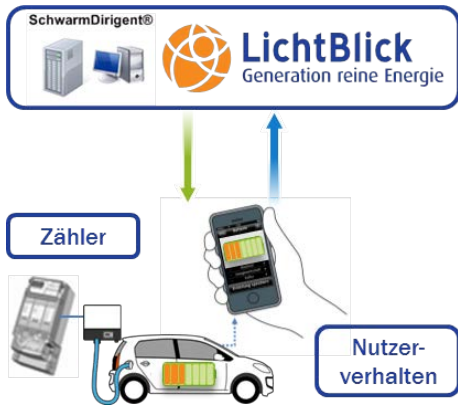 SchwarmDirigent®
LichtBlick
Generation reine Energie
Zähler
Nutzer-
verhalten